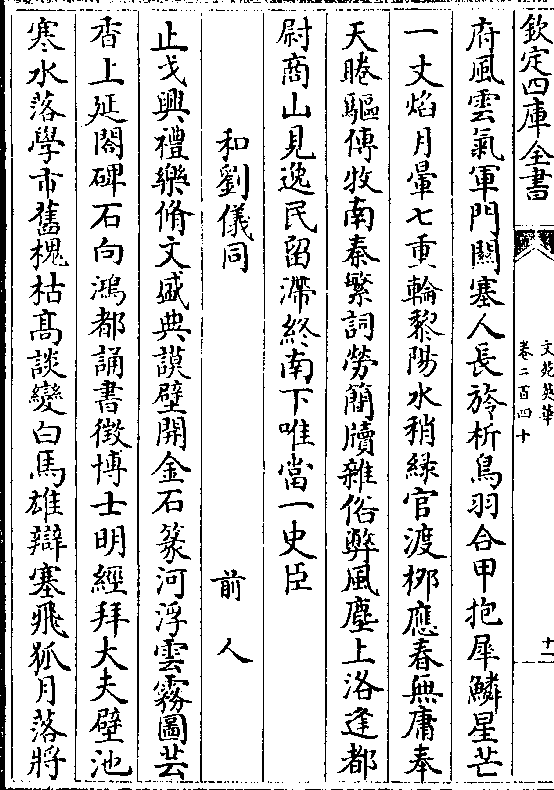 欽定四庫全書
文苑英華
卷二百四十
十二
府風雲氣軍門關塞人長旍析鳥羽合甲抱犀鱗星芒
一丈焰月暈七重輪黎陽水稍綠官渡栁應春無庸奉
天睠驅傳牧南秦繁詞勞簡牘雜俗弊風塵上洛逢都
尉商山見逸民留滯終南下唯當一史臣
和劉儀同
前人
止戈興禮樂脩文盛典謨壁開金石篆河浮雲霧圖芸
香上延閣碑石向鴻都誦書徵博士明經拜大夫壁池
寒水落學市舊槐枯髙談變白馬雄辯塞飛狐月落將